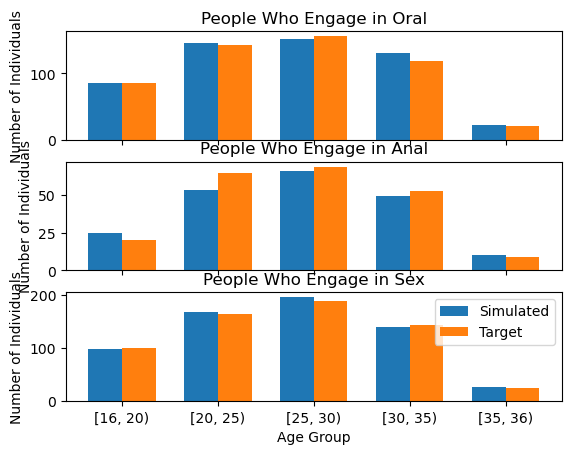 People Who Engage in Oral
Number of Individuals
100
0
People Who Engage in Anal
Number of Individuals
50
25
0
People Who Engage in Sex
Number of Individuals
200
100
0
Simulated
Target
[16, 20)
[20, 25)
[25, 30)
[30, 35)
[35, 36)
Age Group